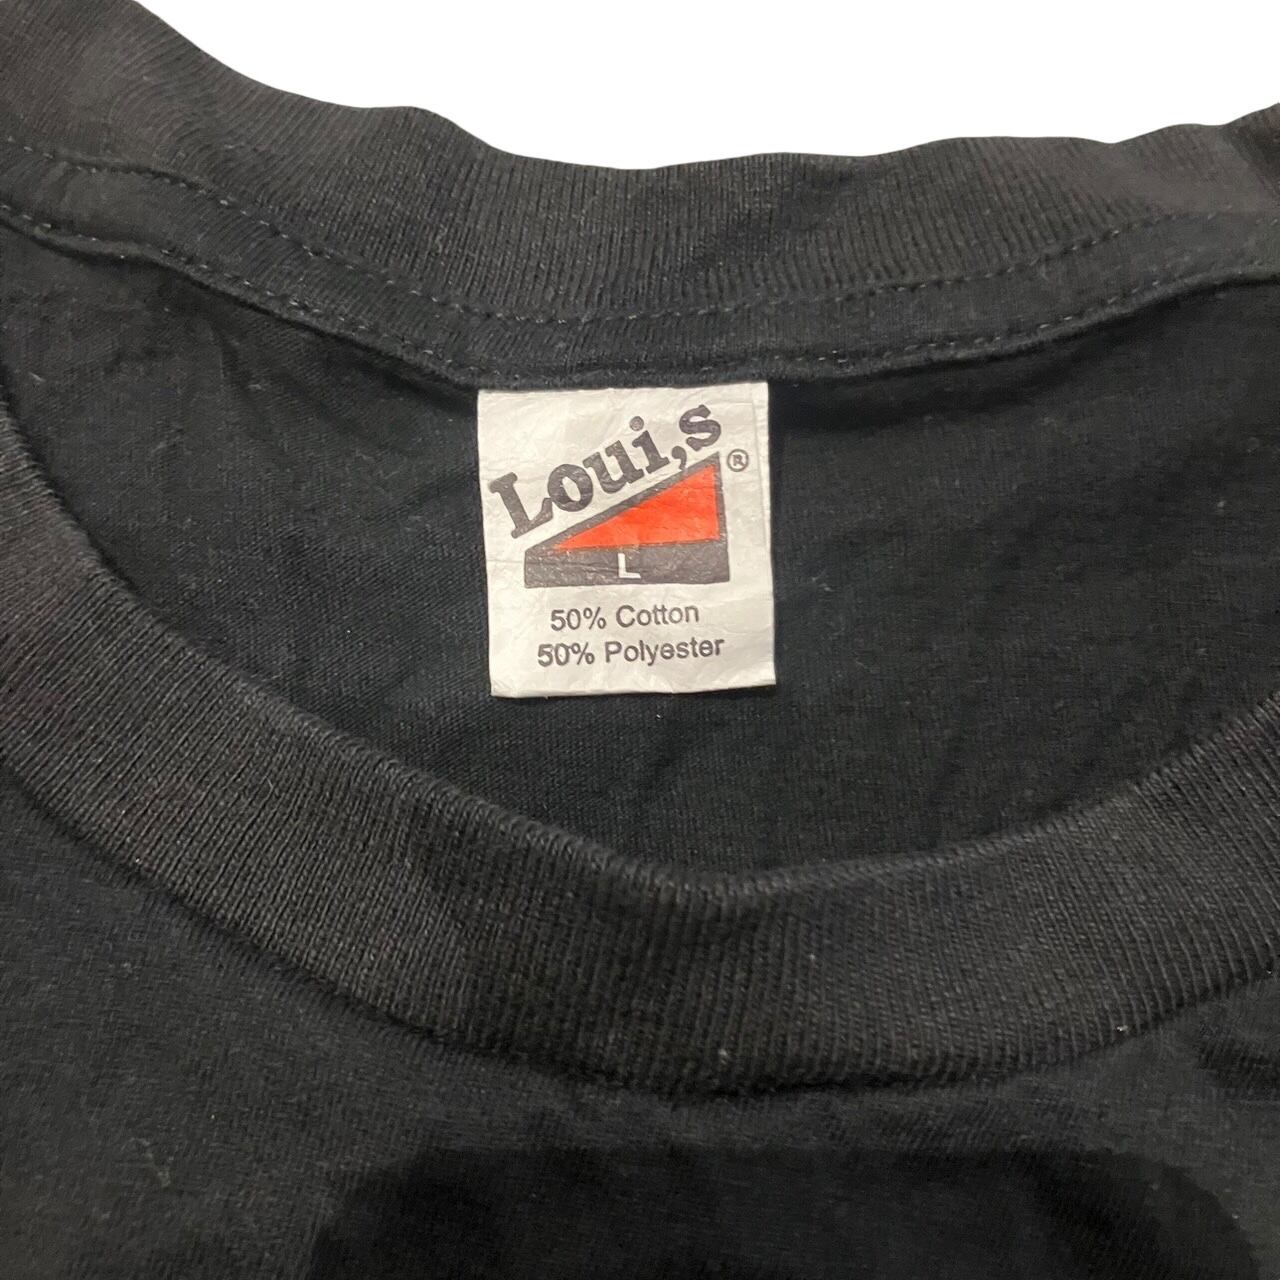 Loui,s ®
L
50% Cotton
50% Polyester